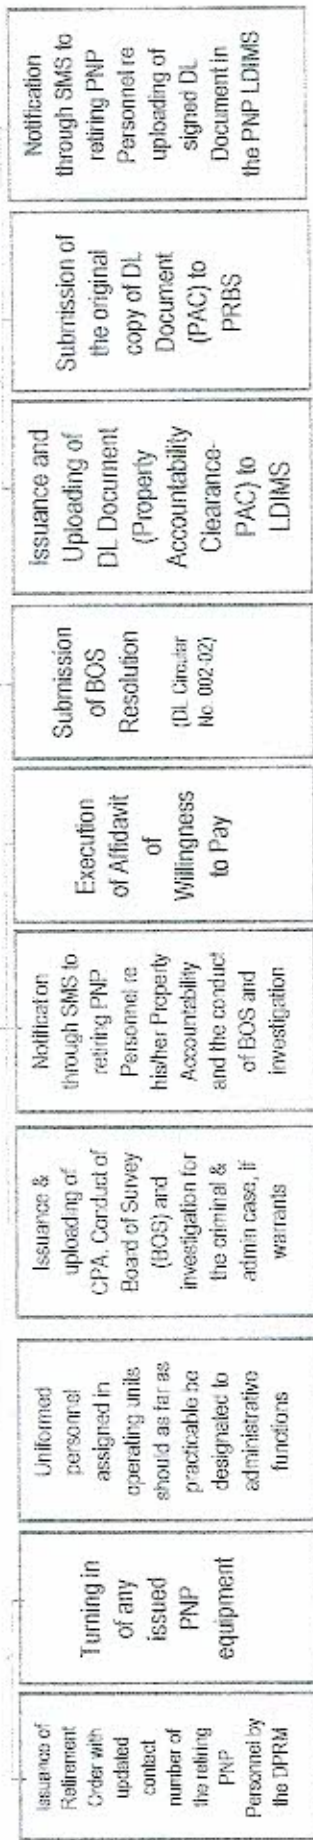 Issuance of
Retirement
Order with
updated
contact
number of
the retiring
PNP
Personnel by
the DPRM
Turning in
of any
issued
PNP
equipment
Uniformed
personnel
assigned in
operating units
should as far as
practicable be
designated to
administrative
functions
Issuance &
uploading of
CPA. Conduct of
Board of Survey
(BOS) and
investigation for
the criminal &
admin case, if
warrants
Notification
through SMS to
retiring PNP
Personnel re
his/her Property
Accountability
and the conduct
of BOS and
investigation
Execution
of Affidavit
of
Willingness
to Pay
Submission
of BOS
Resolution
(DL Circular
No. 002-02)
Issuance and
Uploading of
DL Document
(Property
Accountability
Clearance-
PAC) to
LDIMS
Submission of
the original
copy of DL
Document
(PAC) to
PRBS
Notification
through SMS to
retiring PNP
Personnel re
uploading of
signed DL
Document in
the PNP LDIMS